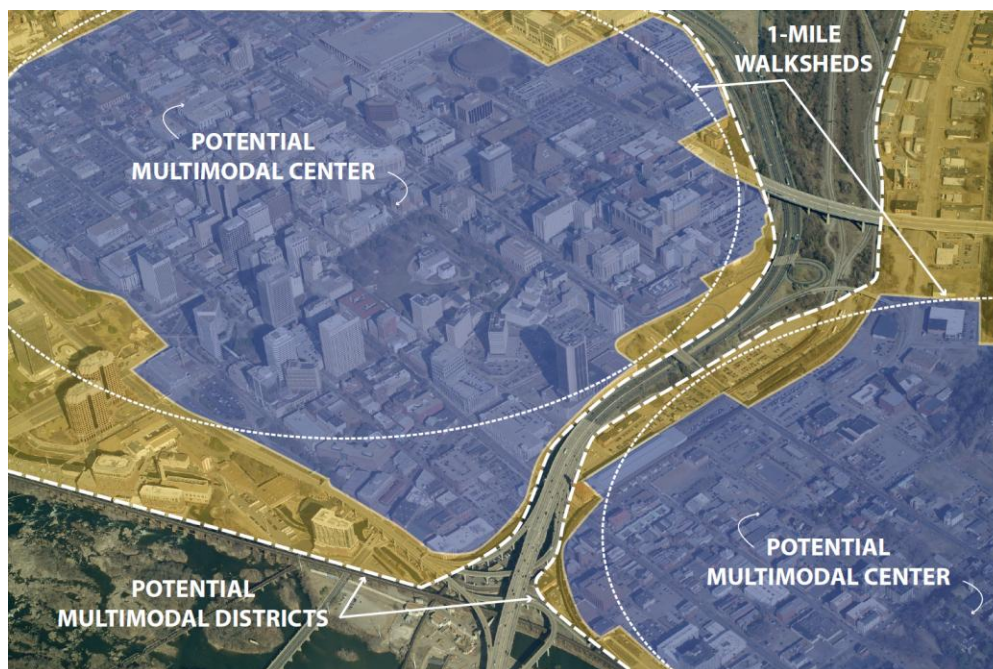 1-MILE
WALKSHEDS
POTENTIAL
MULTIMODAL CENTER
POTENTIAL
MULTIMODAL CENTER
POTENTIAL
MULTIMODAL DISTRICTS